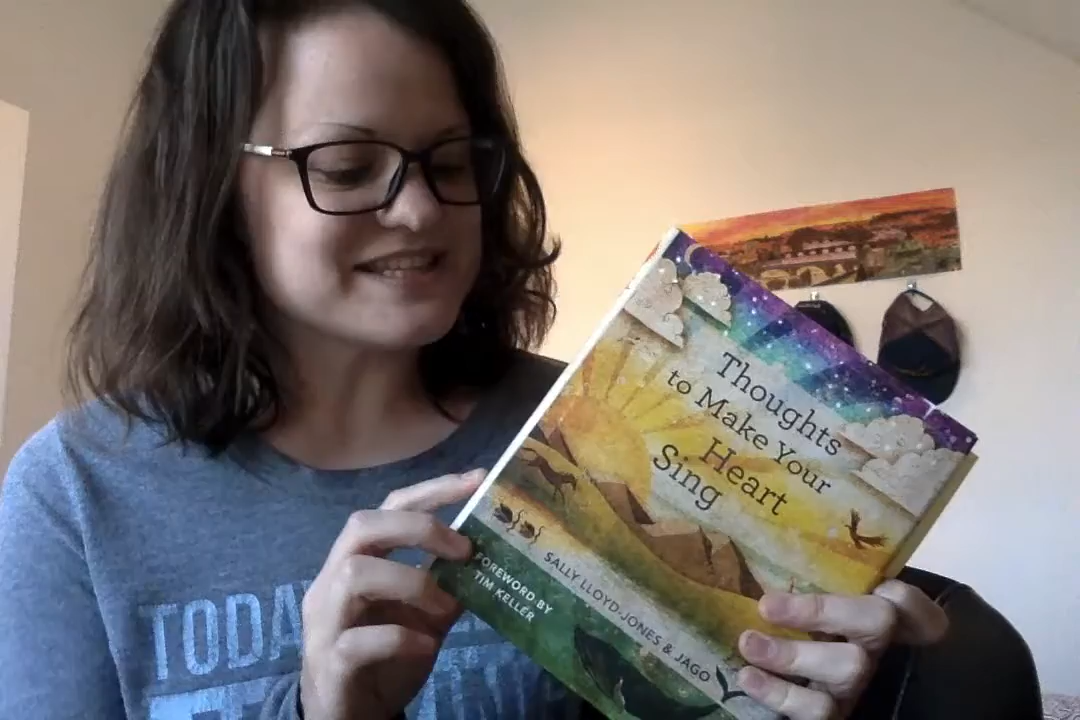 Thoughts
to Make Your
Heart
Sing
SALLY LLOYD-JONES & JAGO
FOREWORD BY
TIM KELLER
TODA